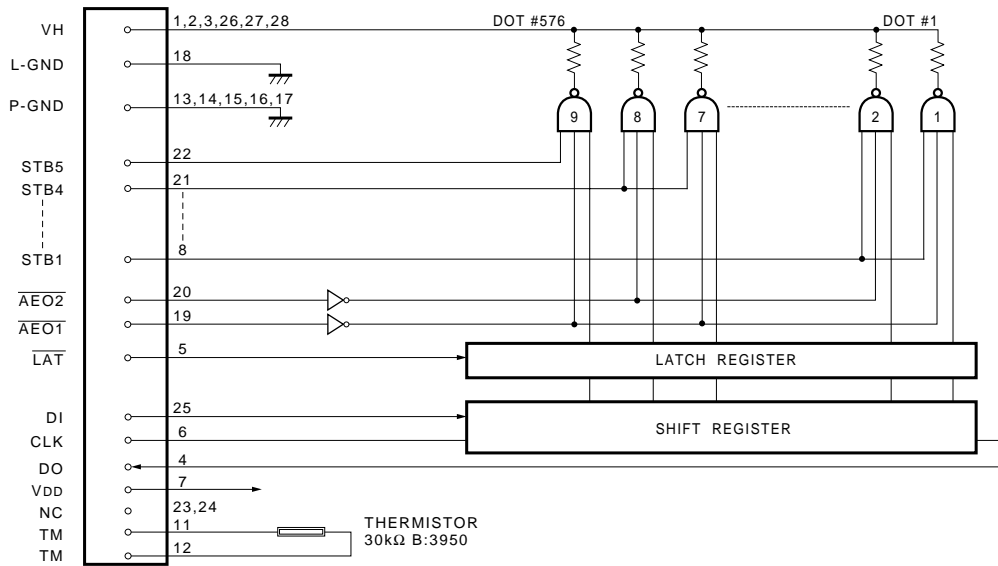 VH 1,2,3,26,27,28 DOT #576 DOT #1
L-GND 18
P-GND 13,14,15,16,17
9 8 7 2 1
STB5 22
STB4 21
STB1 8
AEO2 20
AEO1 19
LAT 5 LATCH REGISTER
DI 25
CLK 6 SHIFT REGISTER
DO 4
VDD 7
NC 23,24
TM 11 THERMISTOR
30kΩ B:3950
TM 12